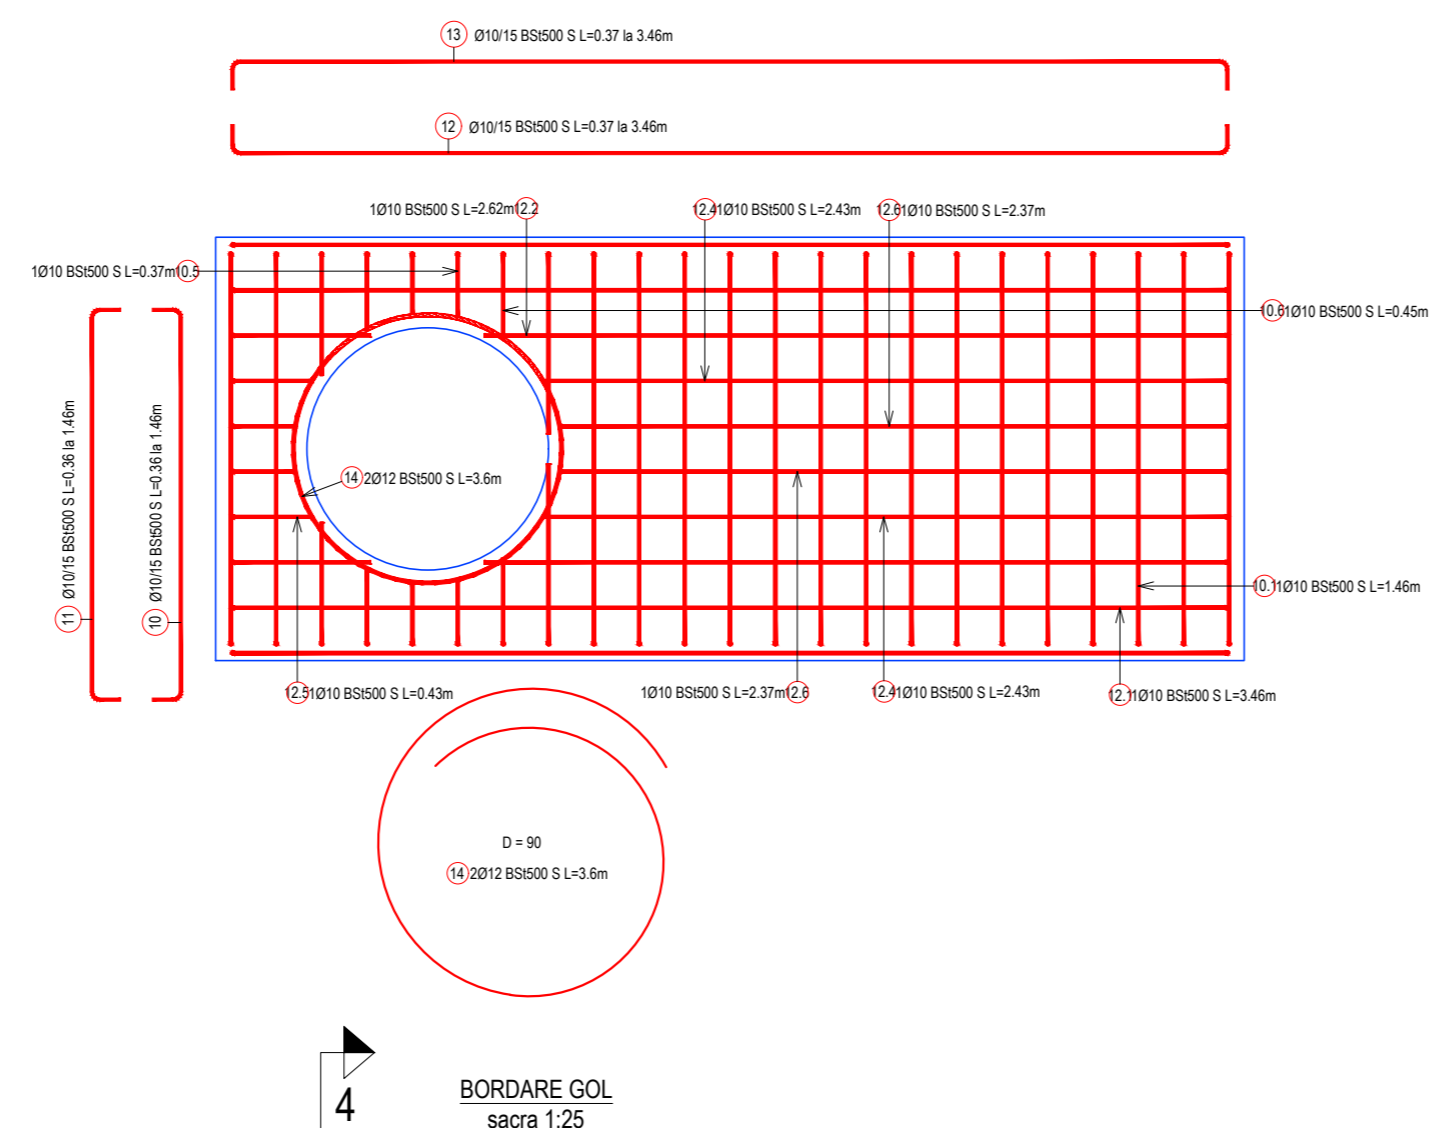 13 Ø10/15 BSt500 S L=0.37 la 3.46m
12 Ø10/15 BSt500 S L=0.37 la 3.46m
1Ø10 BSt500 S L=2.62m 12.2
12.4 1Ø10 BSt500 S L=2.43m
12.6 1Ø10 BSt500 S L=2.37m
1Ø10 BSt500 S L=0.37m 10.5
10.6 1Ø10 BSt500 S L=0.45m
11 Ø10/15 BSt500 S L=0.36 la 1.46m
10 Ø10/15 BSt500 S L=0.36 la 1.46m
14 2Ø12 BSt500 S L=3.6m
10.1 1Ø10 BSt500 S L=1.46m
12.5 1Ø10 BSt500 S L=0.43m
1Ø10 BSt500 S L=2.37m 12.6
12.4 1Ø10 BSt500 S L=2.43m
12.1 1Ø10 BSt500 S L=3.46m
D = 90
14 2Ø12 BSt500 S L=3.6m
4
BORDARE GOL
sacra 1:25